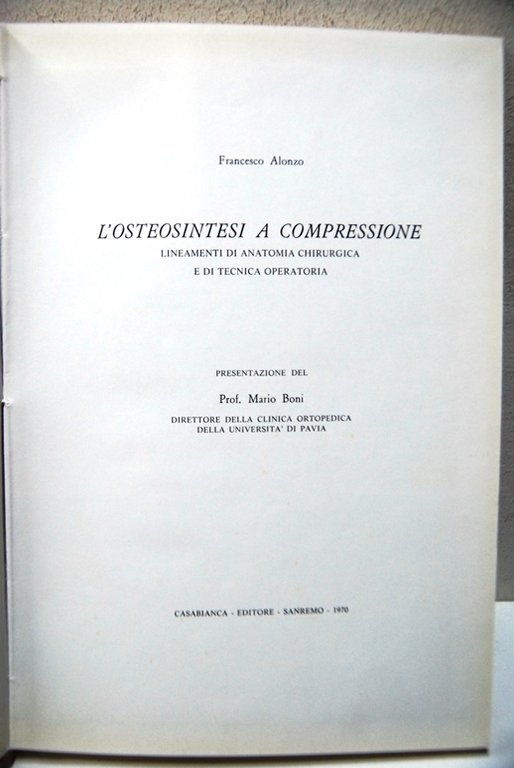 Francesco Alonzo
L'OSTEOSINTESI A COMPRESSIONE
LINEAMENTI DI ANATOMIA CHIRURGICA
E DI TECNICA OPERATORIA
PRESENTAZIONE DEL
Prof. Mario Boni
DIRETTORE DELLA CLINICA ORTOPEDICA
DELLA UNIVERSITA' DI PAVIA
CASABIANCA - EDITORE - SANREMO - 1970